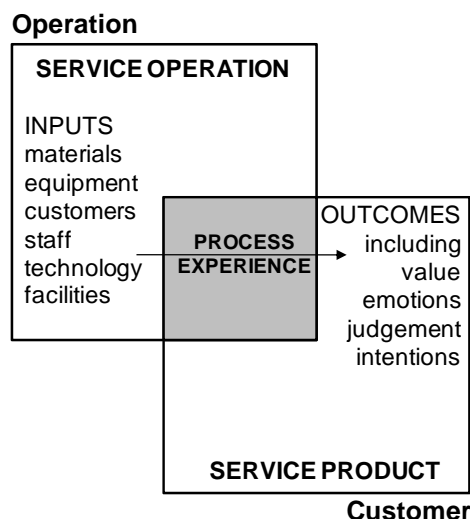 Operation
SERVICE OPERATION
INPUTS
materials
equipment
customers
staff
technology
facilities
PROCESS
EXPERIENCE
OUTCOMES
including
value
emotions
judgement
intentions
SERVICE PRODUCT
Customer